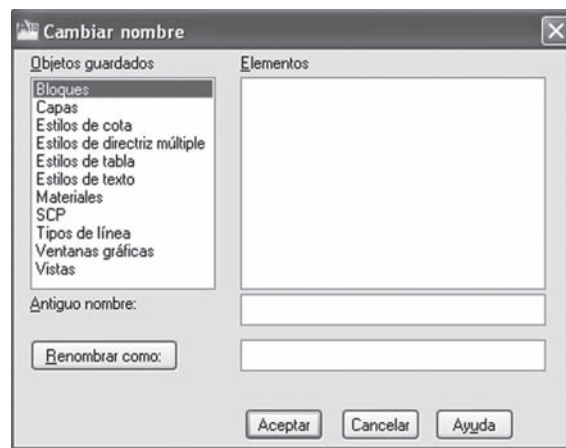 Cambiar nombre
Objetos guardados
Elementos
Bloques
Capas
Estilos de cota
Estilos de directriz múltiple
Estilos de tabla
Estilos de texto
Materiales
SCP
Tipos de línea
Ventanas gráficas
Vistas
Antiguo nombre:
Renombrar como:
Aceptar
Cancelar
Ayuda